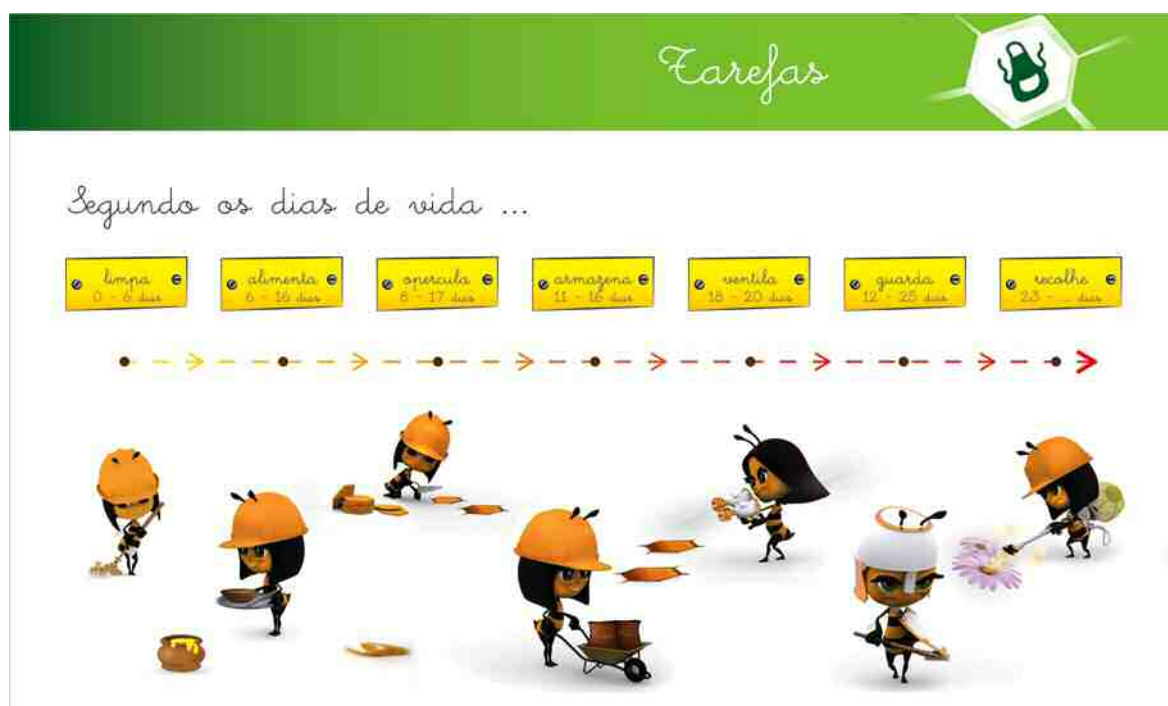 Tarefas
Segundo os dias de vida ...
limpa
0 - 6 dias
alimenta
6 - 16 dias
opercula
8 - 17 dias
armazena
11 - 16 dias
ventila
18 - 20 dias
guarda
12 - 25 dias
recolhe
23 - ... dias